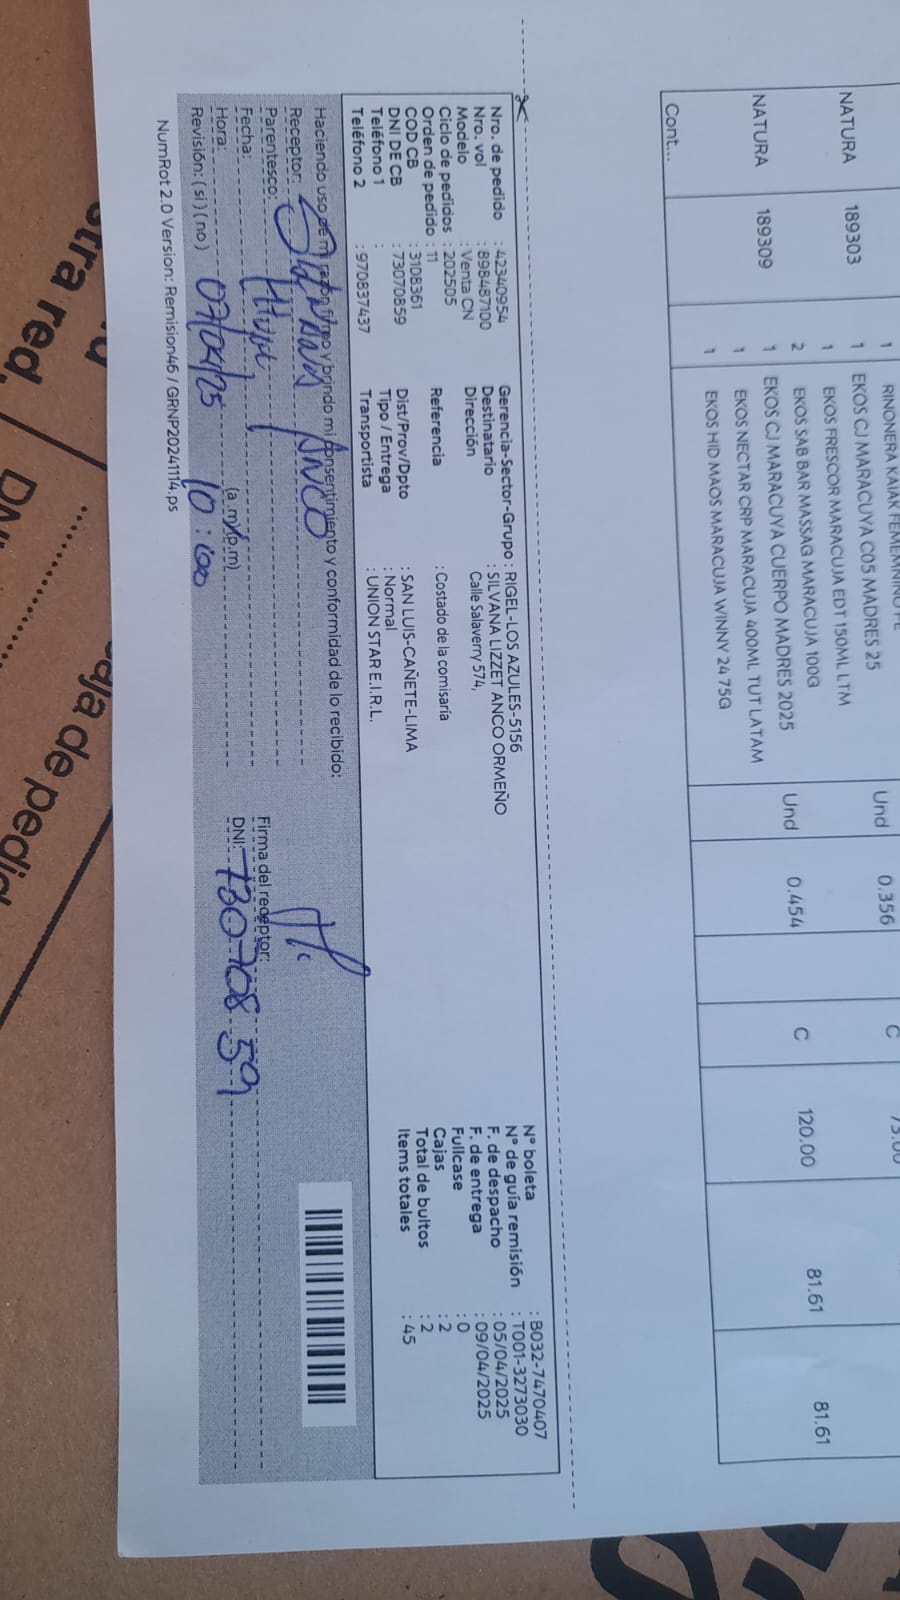 RINONERA KAIAK FEMEMNINO PE
NATURA 189303 1 EKOS CJ MARACUYA C05 MADRES 25 Und 0.356 C
1 EKOS FRESCOR MARACUJA EDT 150ML LTM
2 EKOS SAB BAR MASSAG MARACUJA 100G
NATURA 189309 1 EKOS CJ MARACUYA CUERPO MADRES 2025 Und 0.454 C 120.00 81.61 81.61
1 EKOS NECTAR CRP MARACUJA 400ML TUT LATAM
1 EKOS HID MAOS MARACUJA WINNY 24 75G
Cont...
Nro. de pedido : 42340954
Nro. vol : 898487100
Modelo : Venta CN
Ciclo de pedidos : 202505
Orden de pedido : 11
COD CB : 3108361
DNI DE CB : 73070859
Teléfono 1 :
Teléfono 2 : 970837437
Gerencia-Sector-Grupo : RIGEL-LOS AZULES-5156
Destinatario : SILVANA LIZZET ANCO ORMEÑO
Dirección Calle Salaverry 574,
Referencia : Costado de la comisaría
Dist/Prov/Dpto : SAN LUIS-CAÑETE-LIMA
Tipo / Entrega : Normal
Transportista : UNION STAR E.I.R.L.
N° boleta : B032-7470407
N° de guía remisión : T001-3273030
F. de despacho : 05/04/2025
F. de entrega : 09/04/2025
Fullcase : 0
Cajas : 2
Total de bultos : 2
Items totales : 45
Haciendo uso de mi razón firmo y brindo mi consentimiento y conformidad de lo recibido:
Receptor: Silvana Anco
Parentesco:
Fecha: 07/04/25
Hora: 10:00 (a.m/p.m)
Revisión: (si) (no)
Firma del receptor:
DNI: 73070859
NumRot 2.0 Version: Remision46 / GRNP20241114.ps
stra red.
caja de pedid